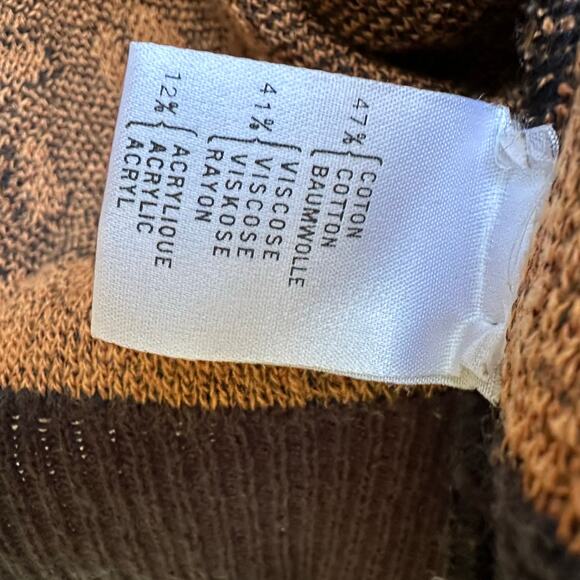 47% { COTON
COTTON
BAUMWOLLE
41% { VISCOSE
VISCOSE
VISKOSE
RAYON
12% { ACRYLIQUE
ACRYLIC
ACRYL